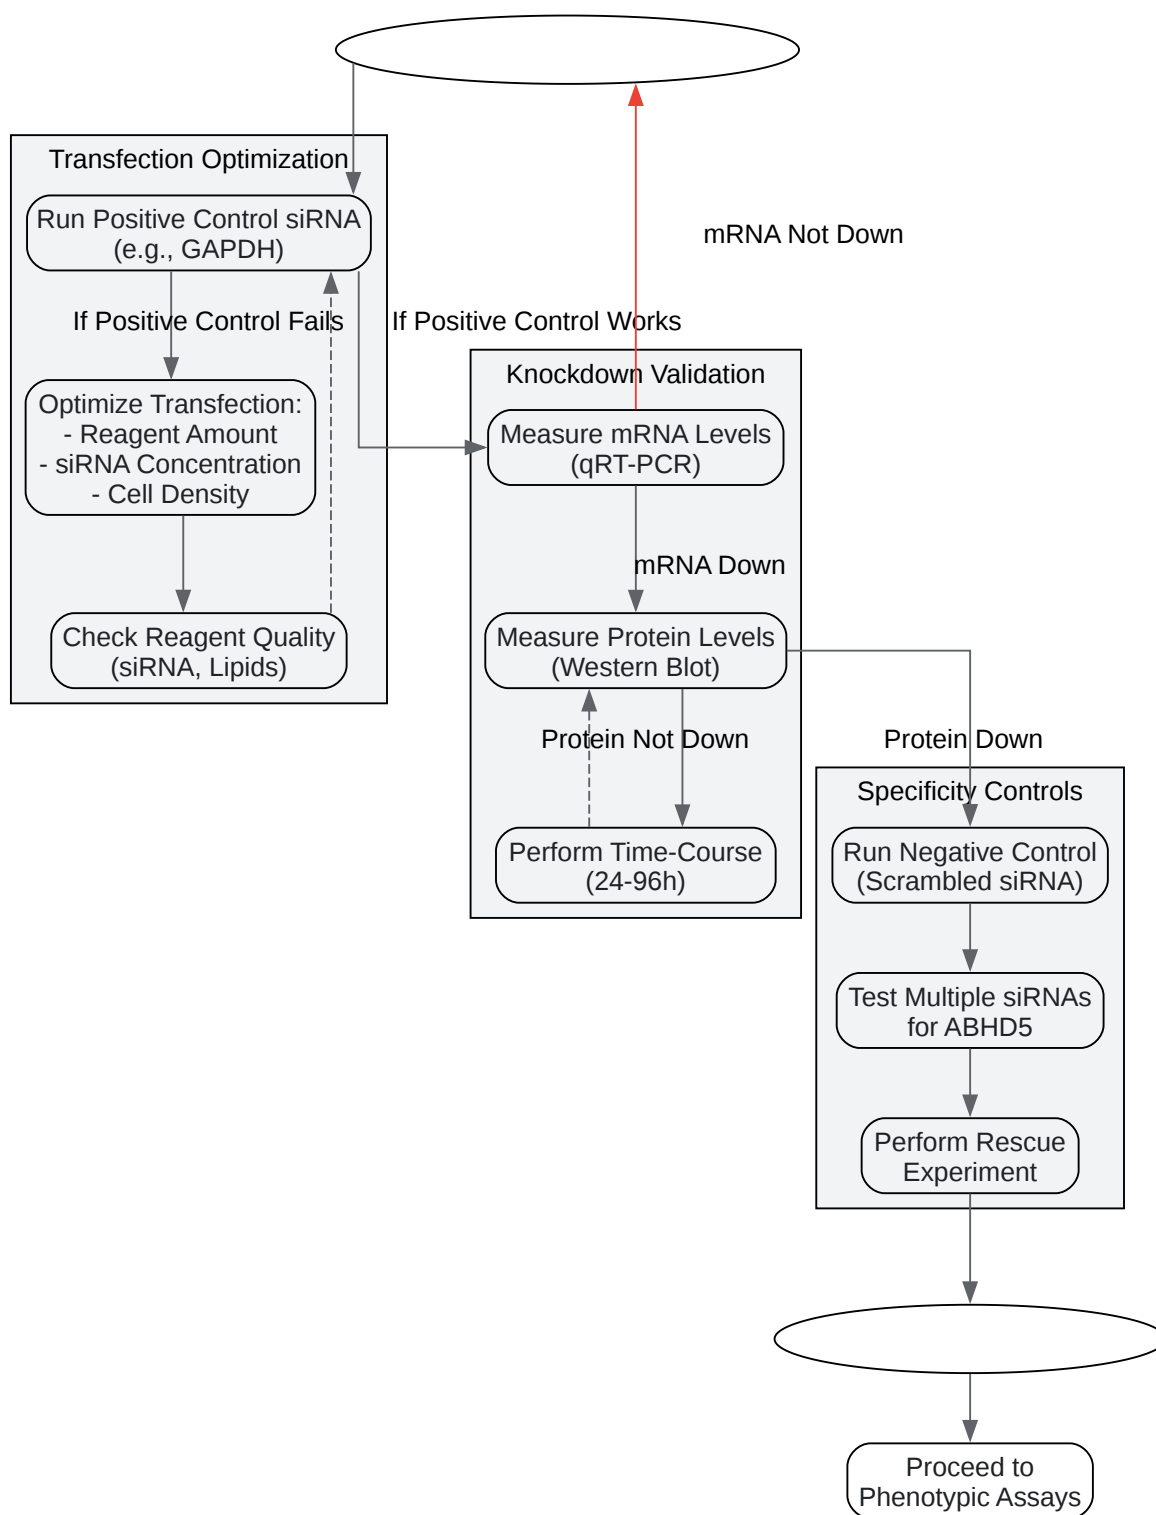 Transfection Optimization
Run Positive Control siRNA
(e.g., GAPDH)
If Positive Control Fails
Optimize Transfection:
- Reagent Amount
- siRNA Concentration
- Cell Density
Check Reagent Quality
(siRNA, Lipids)
mRNA Not Down
If Positive Control Works
Knockdown Validation
Measure mRNA Levels
(qRT-PCR)
mRNA Down
Measure Protein Levels
(Western Blot)
Protein Not Down
Perform Time-Course
(24-96h)
Protein Down
Specificity Controls
Run Negative Control
(Scrambled siRNA)
Test Multiple siRNAs
for ABHD5
Perform Rescue
Experiment
Proceed to
Phenotypic Assays